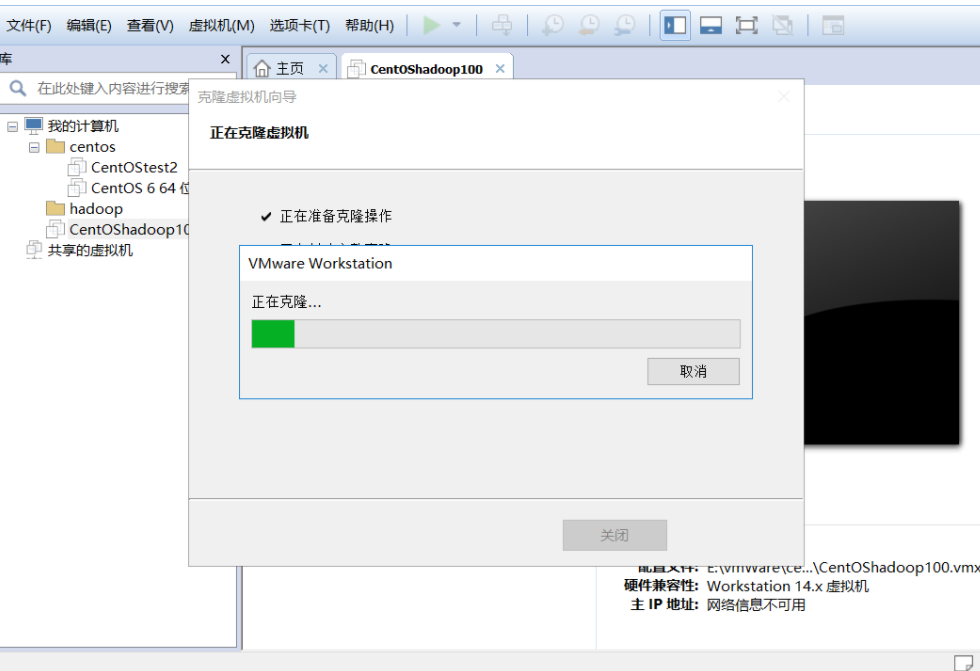 文件(F) 编辑(E) 查看(V) 虚拟机(M) 选项卡(T) 帮助(H)
库 x
主页 × CentOShadoop100 ×
在此处键入内容进行搜索
我的计算机
centos
CentOStest2
CentOS 6 64 位
hadoop
CentOShadoop10
共享的虚拟机
克隆虚拟机向导
正在克隆虚拟机
正在准备克隆操作
VMware Workstation
正在克隆...
取消
关闭
配置文件: E:\vmWare\ce...\CentOShadoop100.vmx
硬件兼容性: Workstation 14.x 虚拟机
主 IP 地址: 网络信息不可用